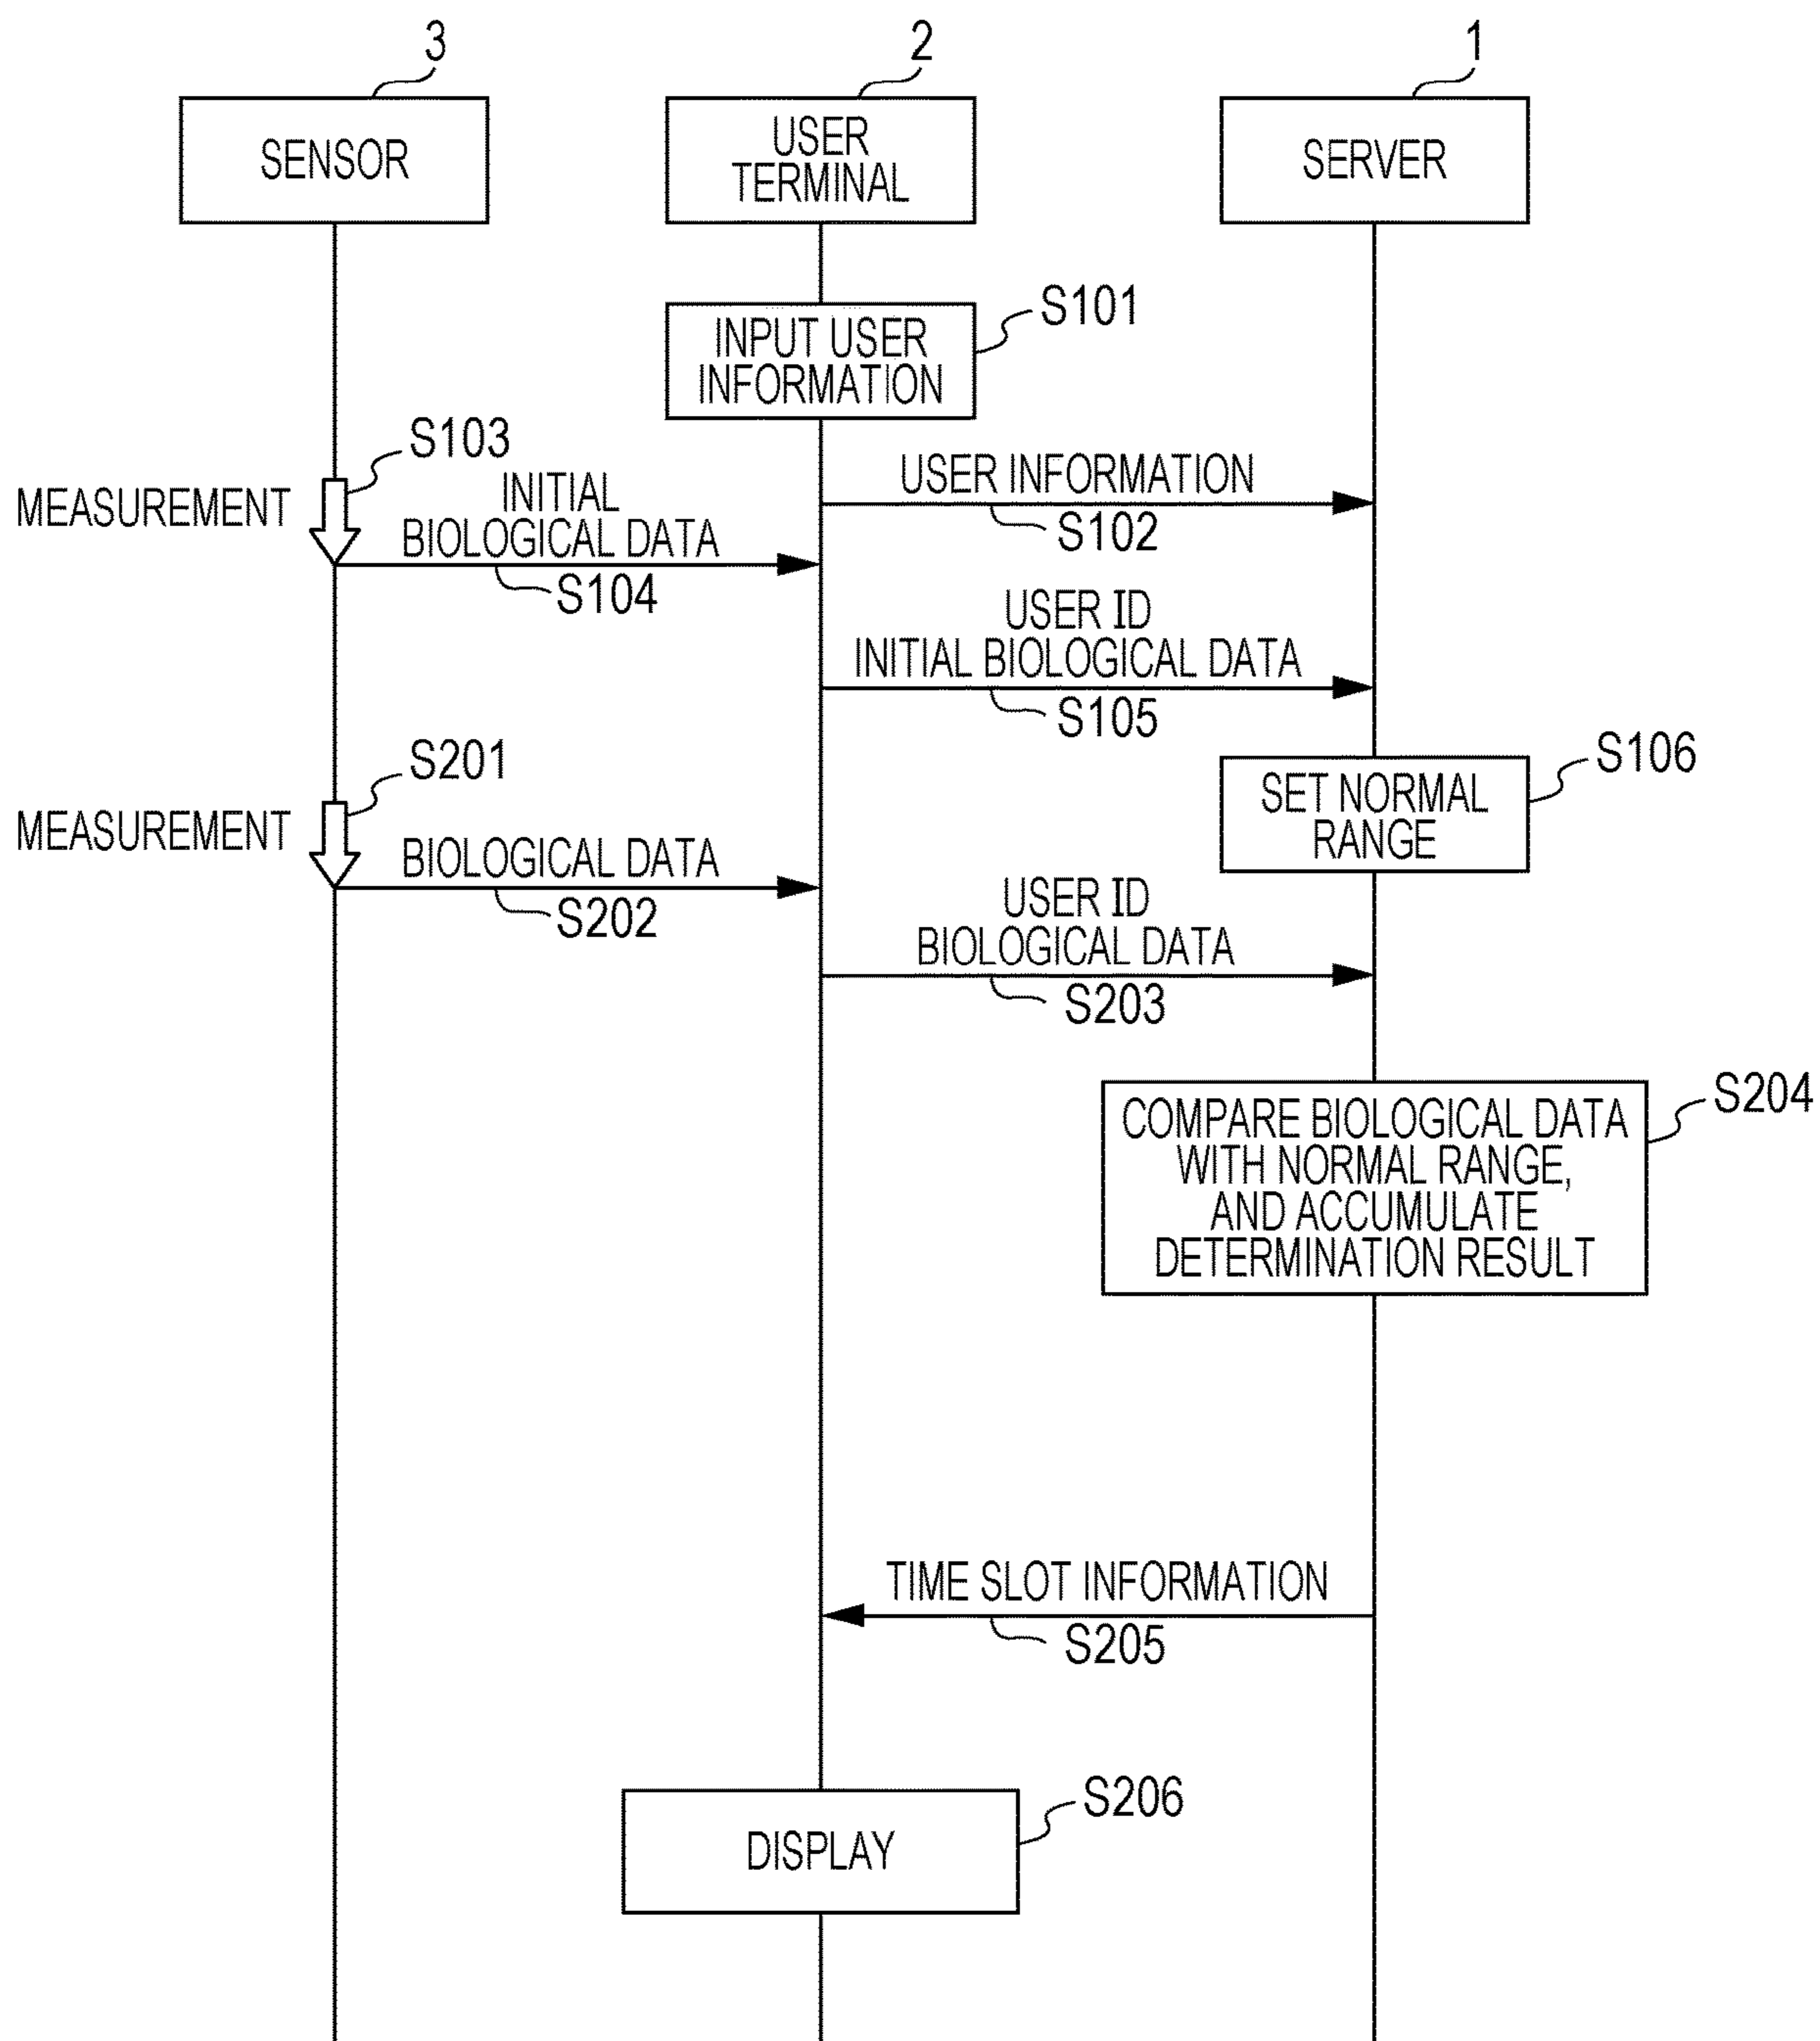 3
2
1
SENSOR
USER
TERMINAL
SERVER
S101
INPUT USER
INFORMATION
S103
MEASUREMENT
INITIAL
BIOLOGICAL DATA
S104
USER INFORMATION
S102
USER ID
INITIAL BIOLOGICAL DATA
S105
S106
SET NORMAL
RANGE
S201
MEASUREMENT
BIOLOGICAL DATA
S202
USER ID
BIOLOGICAL DATA
S203
S204
COMPARE BIOLOGICAL DATA
WITH NORMAL RANGE,
AND ACCUMULATE
DETERMINATION RESULT
TIME SLOT INFORMATION
S205
S206
DISPLAY